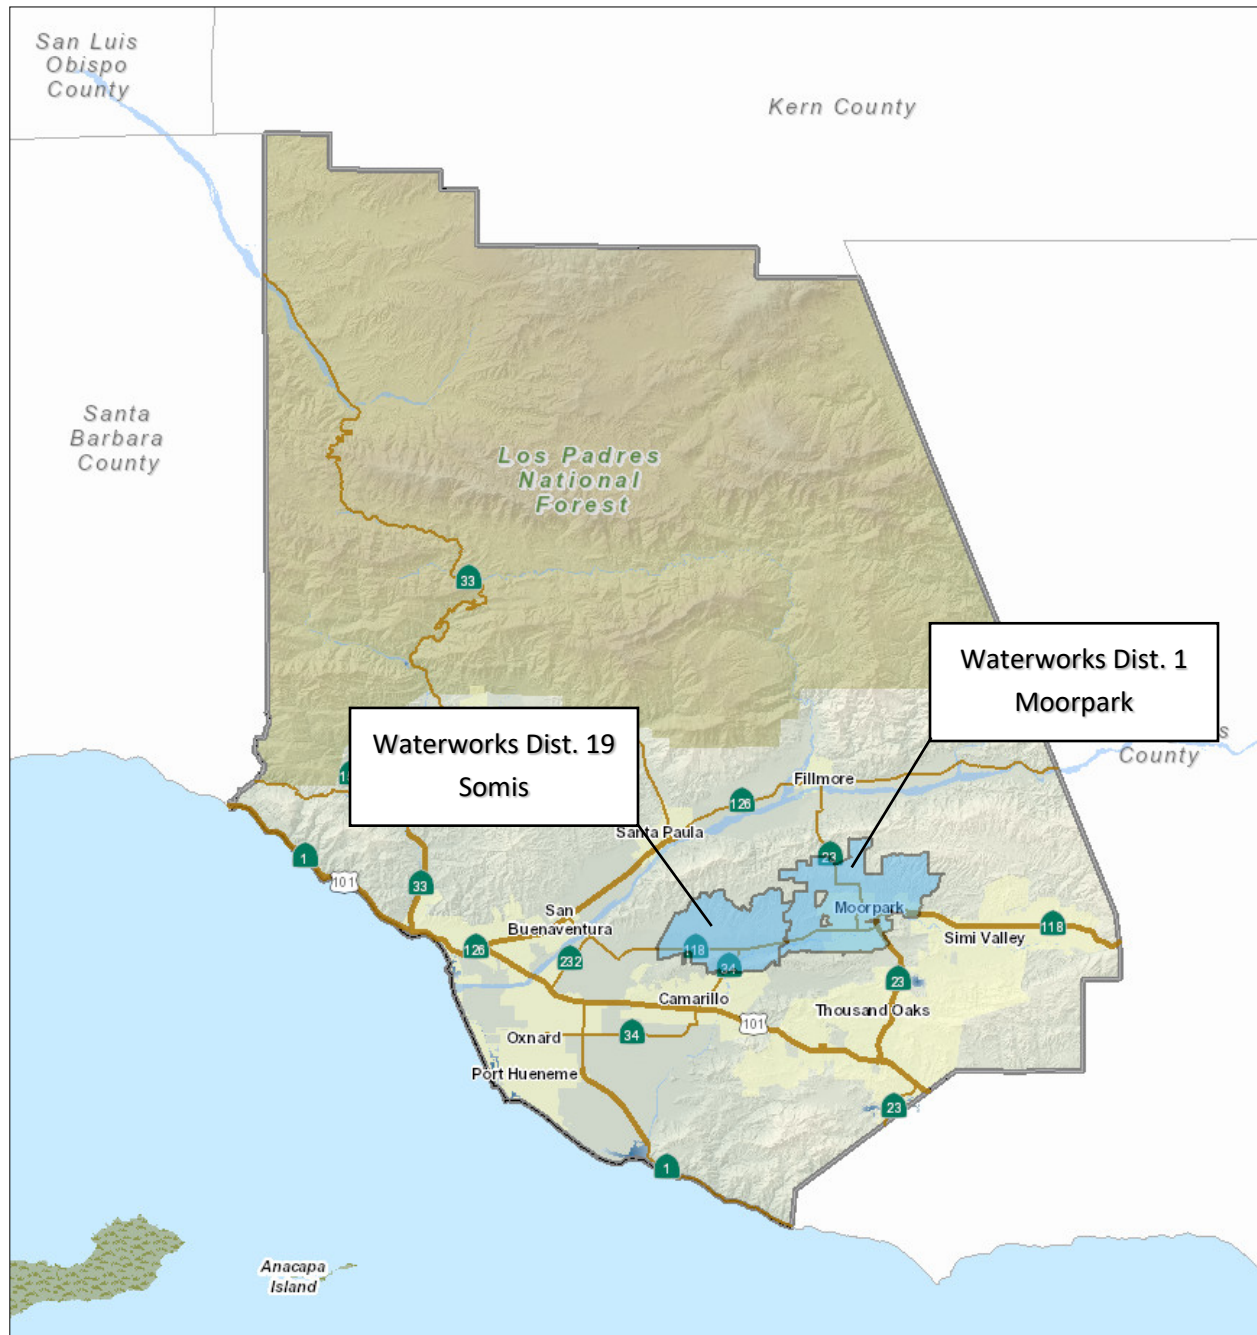 San Luis
Obispo
County
Kern County
Santa
Barbara
County
Los Padres
National
Forest
33
Waterworks Dist. 1
Moorpark
County
Waterworks Dist. 19
Somis
Fillmore
126
Santa Paula
23
1
101
33
Moorpark
San
Buenaventura
126
232
118
34
Simi Valley
118
23
Camarillo
Thousand Oaks
101
Oxnard
34
Port Hueneme
23
1
Anacapa
Island